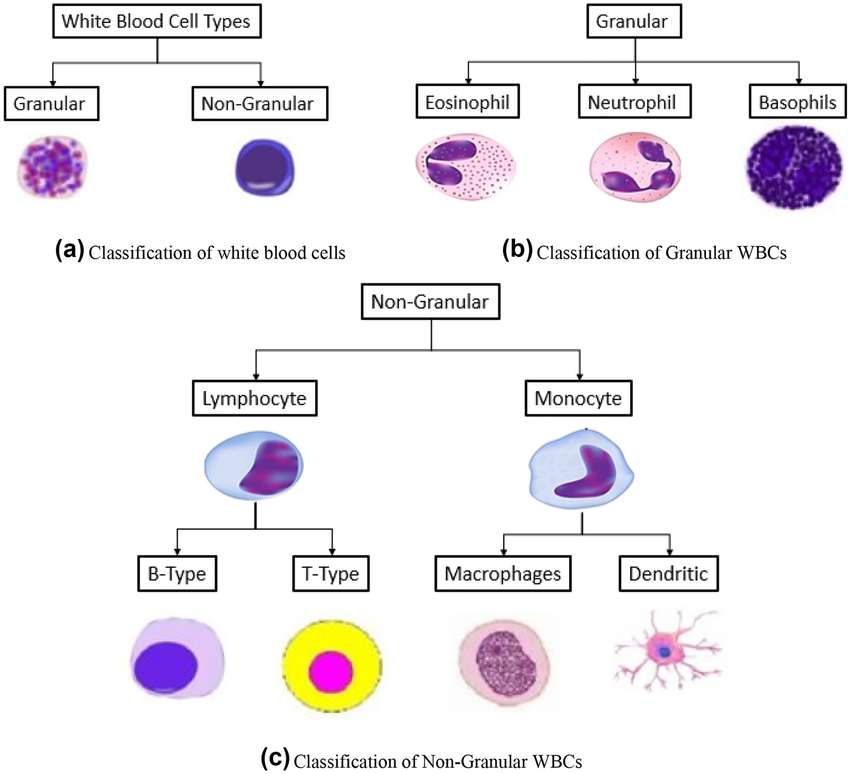 White Blood Cell Types
Granular
Non-Granular
(a) Classification of white blood cells
Granular
Eosinophil
Neutrophil
Basophils
(b) Classification of Granular WBCs
Non-Granular
Lymphocyte
Monocyte
B-Type
T-Type
Macrophages
Dendritic
(c) Classification of Non-Granular WBCs